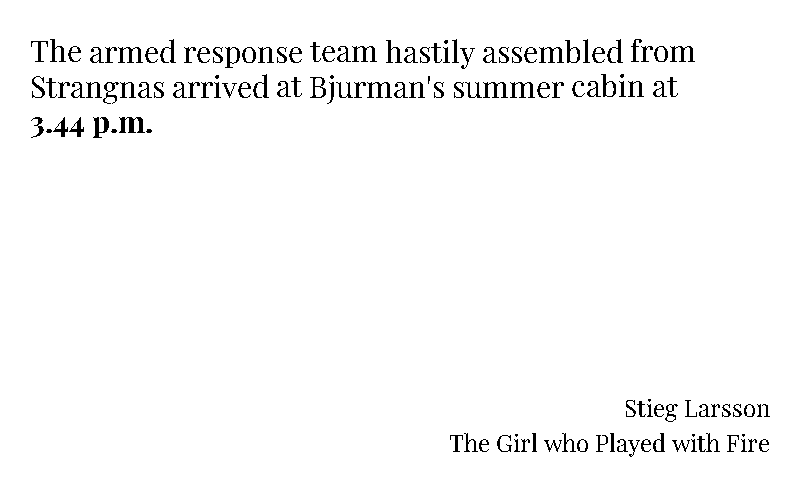 The armed response team hastily assembled from
Strangnas arrived at Bjurman's summer cabin at
3.44 p.m.
Stieg Larsson
The Girl who Played with Fire